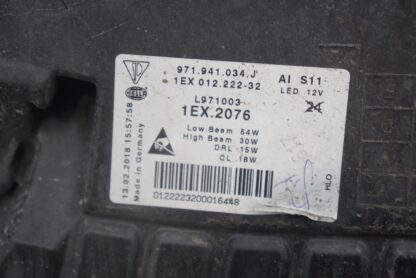 971.941.034.J
AI S11
1EX 012.222-32
LED 12V
L971003
24
1EX.2076
Low Beam 54W
High Beam 30W
DRL 15W
CL 18W
HELLA
13.02.2018 15:57:58
Made in Germany
HLO
0122223200016448